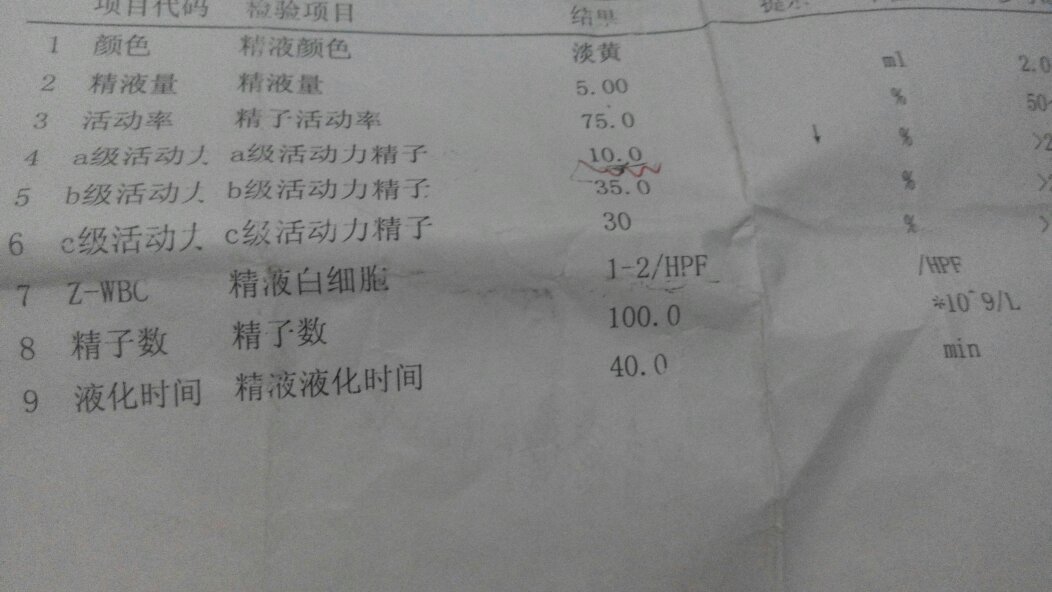 项目代码 检验项目 结果
1 颜色 精液颜色 淡黄
2 精液量 精液量 5.00 ml 2.0
3 活动率 精子活动率 75.0 % 50-
4 a级活动力 a级活动力精子 10.0 ↓ % >2
5 b级活动力 b级活动力精子 35.0 % >
6 c级活动力 c级活动力精子 30 % >
7 Z-WBC 精液白细胞 1-2/HPF /HPF
8 精子数 精子数 100.0 *10^9/L
9 液化时间 精液液化时间 40.0 min